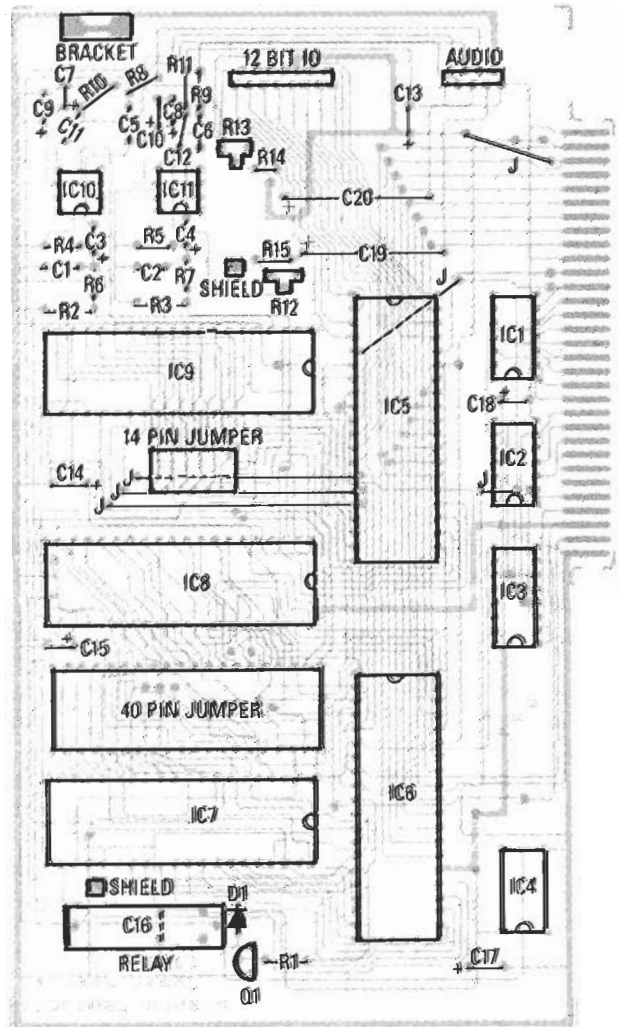 BRACKET
12 BIT IO
AUDIO
C7
R10
R8
R11
C9
C11
C5
C10
C8
R9
C6
C12
C13
R13
R14
J
IC10
IC11
C20
R4
C3
R5
C4
C1
R6
C2
R7
R15
C19
SHIELD
R2
R3
R12
J
IC9
IC5
IC1
C18
14 PIN JUMPER
IC2
C14
J
J
J
J
IC8
IC3
C15
40 PIN JUMPER
IC7
IC6
SHIELD
D1
IC4
C16
RELAY
R1
C17
Q1